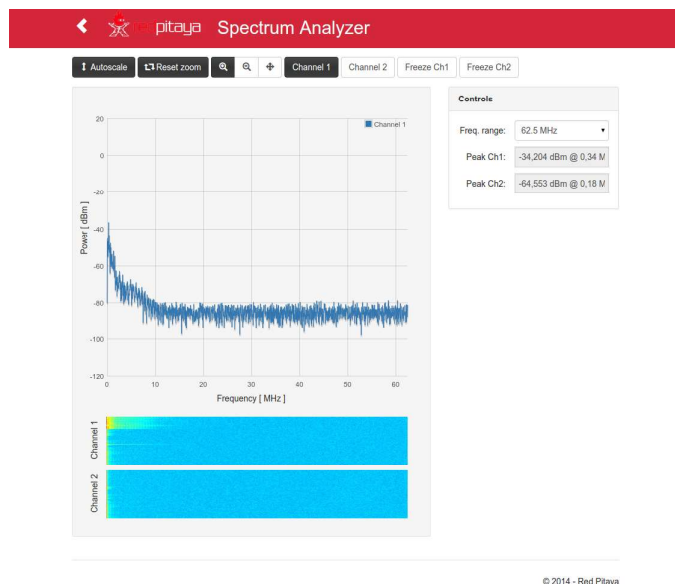 red pitaya Spectrum Analyzer
Autoscale Reset zoom Channel 1 Channel 2 Freeze Ch1 Freeze Ch2
Controls
Freq. range: 62.5 MHz
Peak Ch1: -34,204 dBm @ 0,34 M
Peak Ch2: -64,553 dBm @ 0,18 M
Channel 1
Power [ dBm ]
20
0
-20
-40
-60
-80
-100
-120
0 10 20 30 40 50 60
Frequency [ MHz ]
Channel 1
Channel 2
© 2014 - Red Pitaya